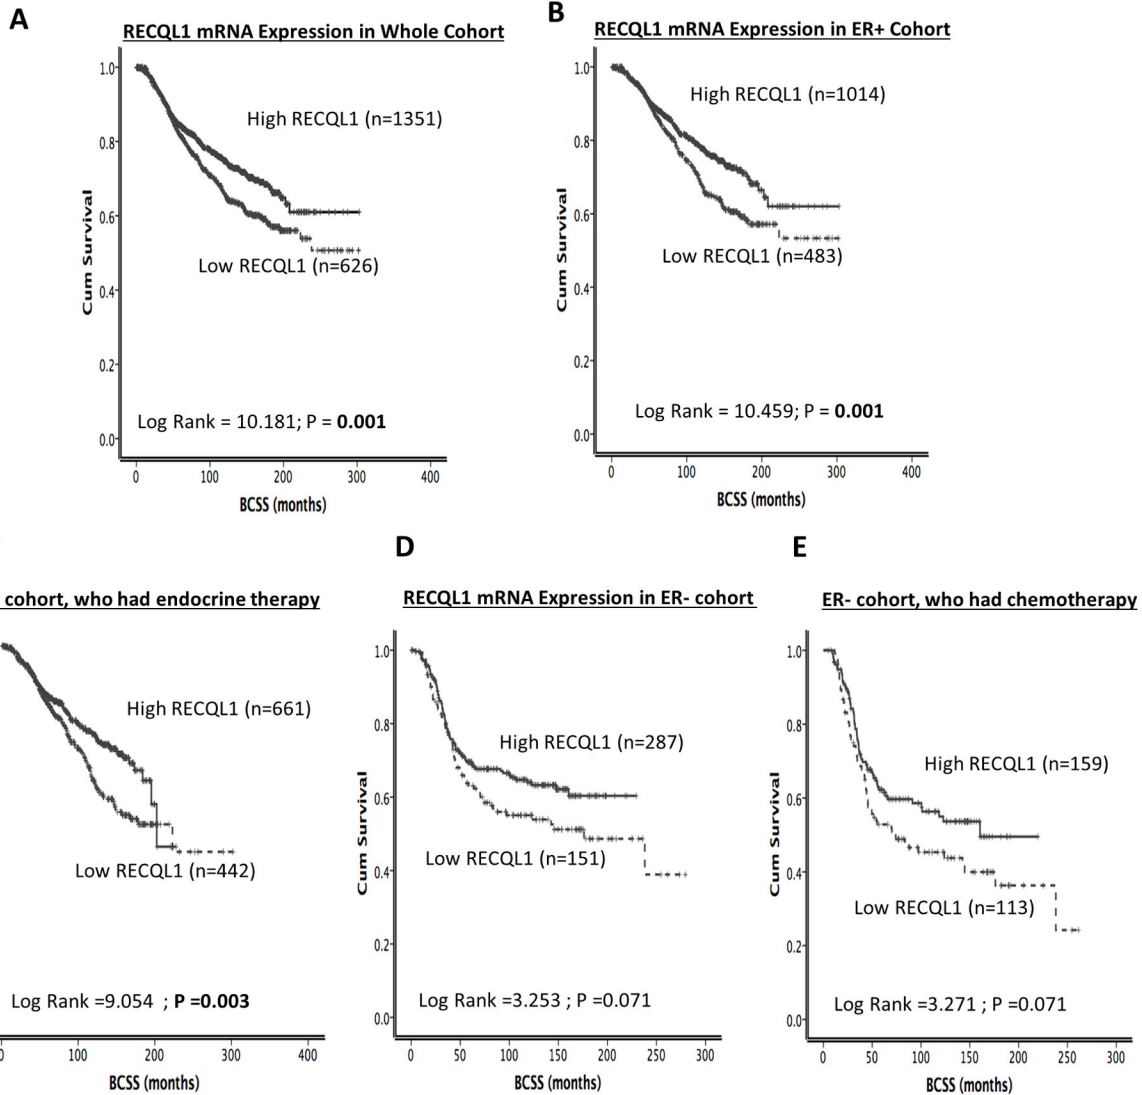 A
RECQL1 mRNA Expression in Whole Cohort
1.0
0.8
0.6
0.4
0.2
0.0
Cum Survival
High RECQL1 (n=1351)
Low RECQL1 (n=626)
Log Rank = 10.181; P = 0.001
0 100 200 300 400
BCSS (months)
B
RECQL1 mRNA Expression in ER+ Cohort
1.0
0.8
0.6
0.4
0.2
0.0
Cum Survival
High RECQL1 (n=1014)
Low RECQL1 (n=483)
Log Rank = 10.459; P = 0.001
0 100 200 300 400
BCSS (months)
cohort, who had endocrine therapy
High RECQL1 (n=661)
Low RECQL1 (n=442)
Log Rank =9.054 ; P =0.003
0 100 200 300 400
BCSS (months)
D
RECQL1 mRNA Expression in ER- cohort
1.0
0.8
0.6
0.4
0.2
0.0
Cum Survival
High RECQL1 (n=287)
Low RECQL1 (n=151)
Log Rank =3.253 ; P =0.071
0 50 100 150 200 250 300
BCSS (months)
E
ER- cohort, who had chemotherapy
1.0
0.8
0.6
0.4
0.2
0.0
Cum Survival
High RECQL1 (n=159)
Low RECQL1 (n=113)
Log Rank =3.271 ; P =0.071
0 50 100 150 200 250 300
BCSS (months)